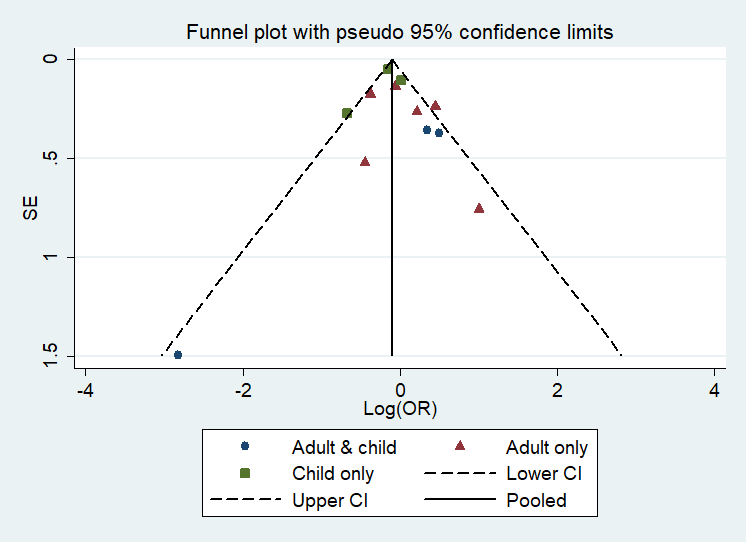 Funnel plot with pseudo 95% confidence limits
0
.5
1
1.5
SE
-4 -2 0 2 4
Log(OR)
Adult & child Adult only
Child only Lower CI
Upper CI Pooled